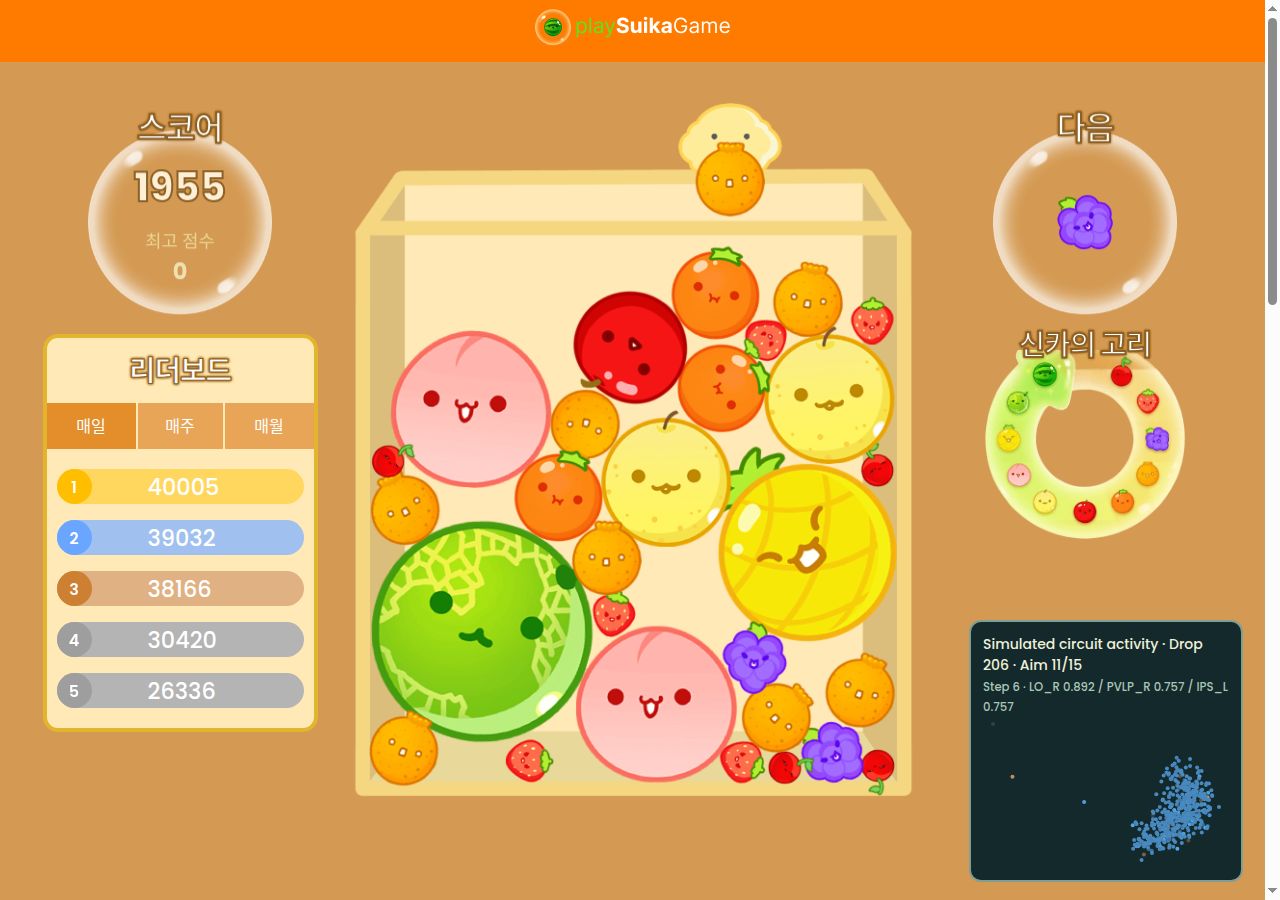 playSuikaGame
스코어
1955
최고 점수
0
리더보드
매일 매주 매월
1 40005
2 39032
3 38166
4 30420
5 26336
다음
신카의 고리
Simulated circuit activity · Drop
206 · Aim 11/15
Step 6 · LO_R 0.892 / PVLP_R 0.757 / IPS_L
0.757